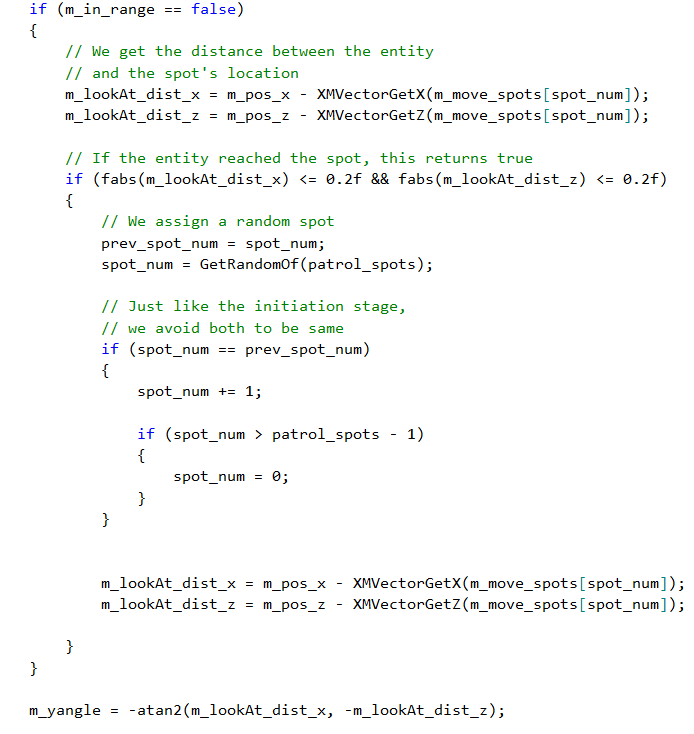 if (m_in_range == false)
{
    // We get the distance between the entity
    // and the spot's location
    m_lookAt_dist_x = m_pos_x - XMVectorGetX(m_move_spots[spot_num]);
    m_lookAt_dist_z = m_pos_z - XMVectorGetZ(m_move_spots[spot_num]);

    // If the entity reached the spot, this returns true
    if (fabs(m_lookAt_dist_x) <= 0.2f && fabs(m_lookAt_dist_z) <= 0.2f)
    {
        // We assign a random spot
        prev_spot_num = spot_num;
        spot_num = GetRandomOf(patrol_spots);

        // Just like the initiation stage,
        // we avoid both to be same
        if (spot_num == prev_spot_num)
        {
            spot_num += 1;

            if (spot_num > patrol_spots - 1)
            {
                spot_num = 0;
            }
        }


        m_lookAt_dist_x = m_pos_x - XMVectorGetX(m_move_spots[spot_num]);
        m_lookAt_dist_z = m_pos_z - XMVectorGetZ(m_move_spots[spot_num]);

    }
}

m_yangle = -atan2(m_lookAt_dist_x, -m_lookAt_dist_z);